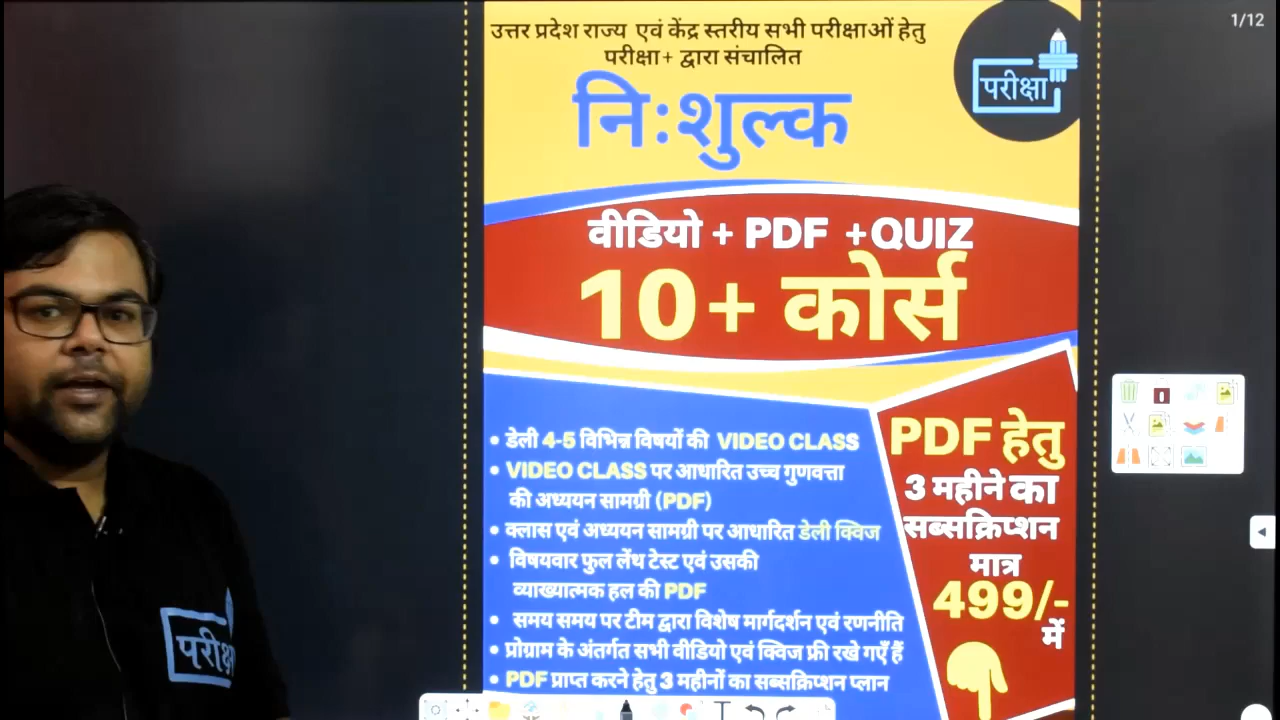 1/12
उत्तर प्रदेश राज्य एवं केंद्र स्तरीय सभी परीक्षाओं हेतु
परीक्षा+ द्वारा संचालित
परीक्षा
निःशुल्क
वीडियो + PDF +QUIZ
10+ कोर्स
• डेली 4-5 विभिन्न विषयों की VIDEO CLASS
• VIDEO CLASS पर आधारित उच्च गुणवत्ता
की अध्ययन सामग्री (PDF)
• क्लास एवं अध्ययन सामग्री पर आधारित डेली क्विज
• विषयवार फुल लेंथ टेस्ट एवं उसकी
व्याख्यात्मक हल की PDF
• समय समय पर टीम द्वारा विशेष मार्गदर्शन एवं रणनीति
• प्रोग्राम के अंतर्गत सभी वीडियो एवं क्विज फ्री रखे गएँ हैं
• PDF प्राप्त करने हेतु 3 महीनों का सब्सक्रिप्शन प्लान
PDF हेतु
3 महीने का
सब्सक्रिप्शन
मात्र
499/-
में
परीक्षा